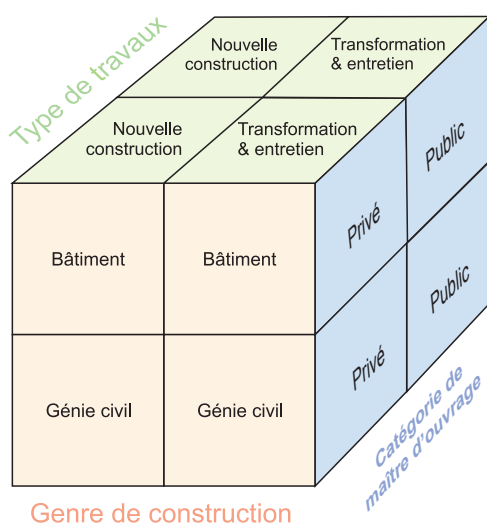 Type de travaux
Nouvelle
construction
Transformation
& entretien
Nouvelle
construction
Transformation
& entretien
Bâtiment
Bâtiment
Privé
Public
Génie civil
Génie civil
Privé
Public
Genre de construction
Catégorie de
maître d'ouvrage